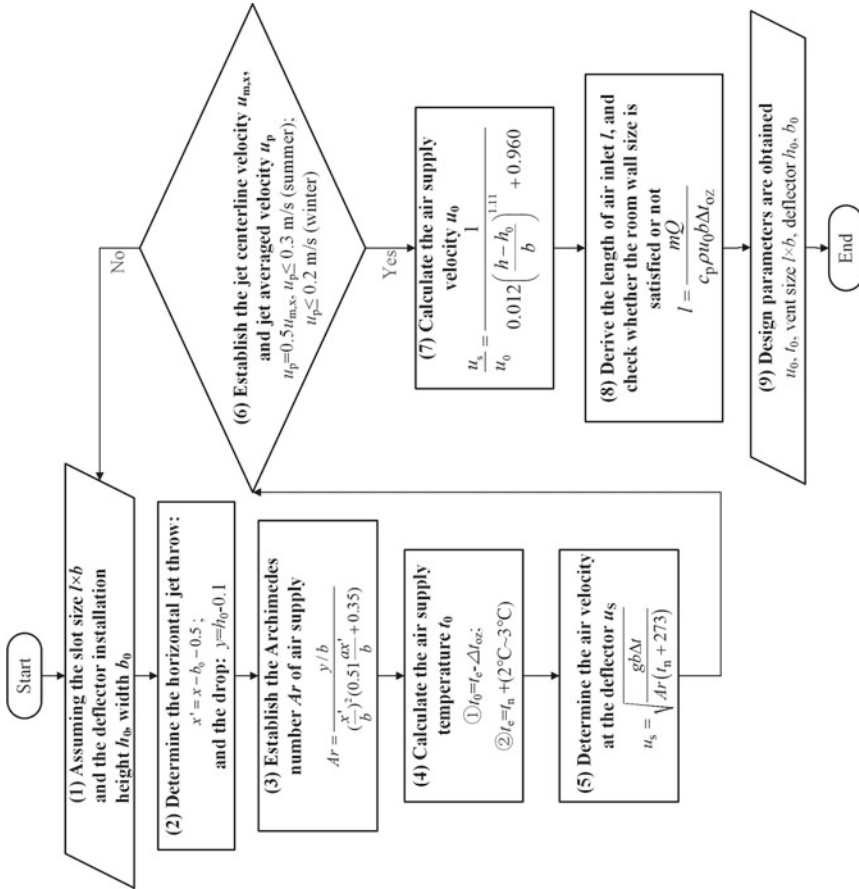 Start
(1) Assuming the slot size l×b
and the deflector installation
height h₀, width b₀
(2) Determine the horizontal jet throw:
x' = x − b₀ − 0.5 ;
and the drop: y=h₀-0.1
(3) Establish the Archimedes
number Ar of air supply
Ar = (y/b) / ((x'/b)²(0.51 ax'/b + 0.35))
(4) Calculate the air supply
temperature t₀
①t₀=tₑ-Δt₀z;
②tₑ=tₙ+(2°C~3°C)
(5) Determine the air velocity
at the deflector uS
uₛ = √(gbΔt / (Ar(tₙ + 273)))
(6) Establish the jet centerline velocity um,x,
and jet averaged velocity up
up=0.5um,x, up≤ 0.3 m/s (summer);
up≤ 0.2 m/s (winter)
No
Yes
(7) Calculate the air supply
velocity u₀
uₛ/u₀ = 1 / (0.012((h − h₀)/b)^1.11 + 0.960)
(8) Derive the length of air inlet l, and
check whether the room wall size is
satisfied or not
l = mQ / (cpρu₀bΔtoz)
(9) Design parameters are obtained
u₀, t₀, vent size l×b, deflector h₀, b₀
End